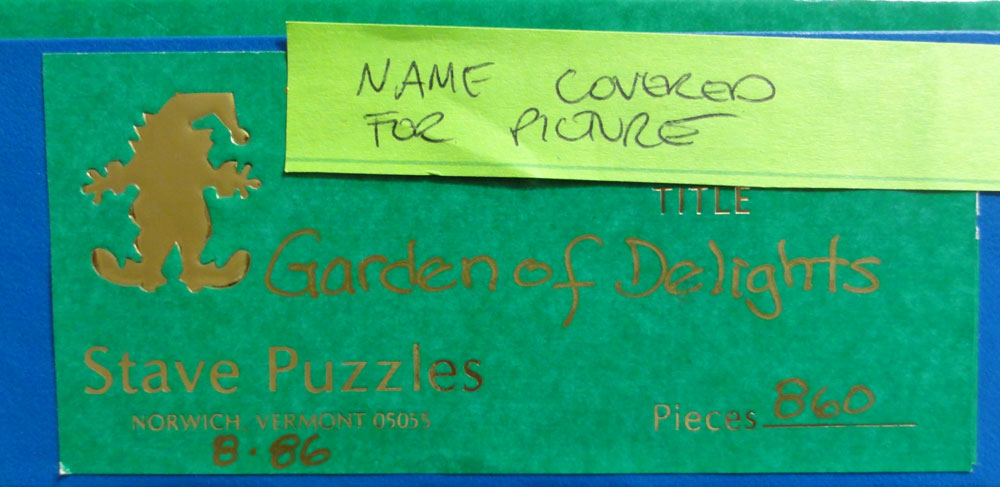 NAME COVERED
FOR PICTURE
TITLE
Garden of Delights
Stave Puzzles
NORWICH, VERMONT 05055
Pieces 860
8·86